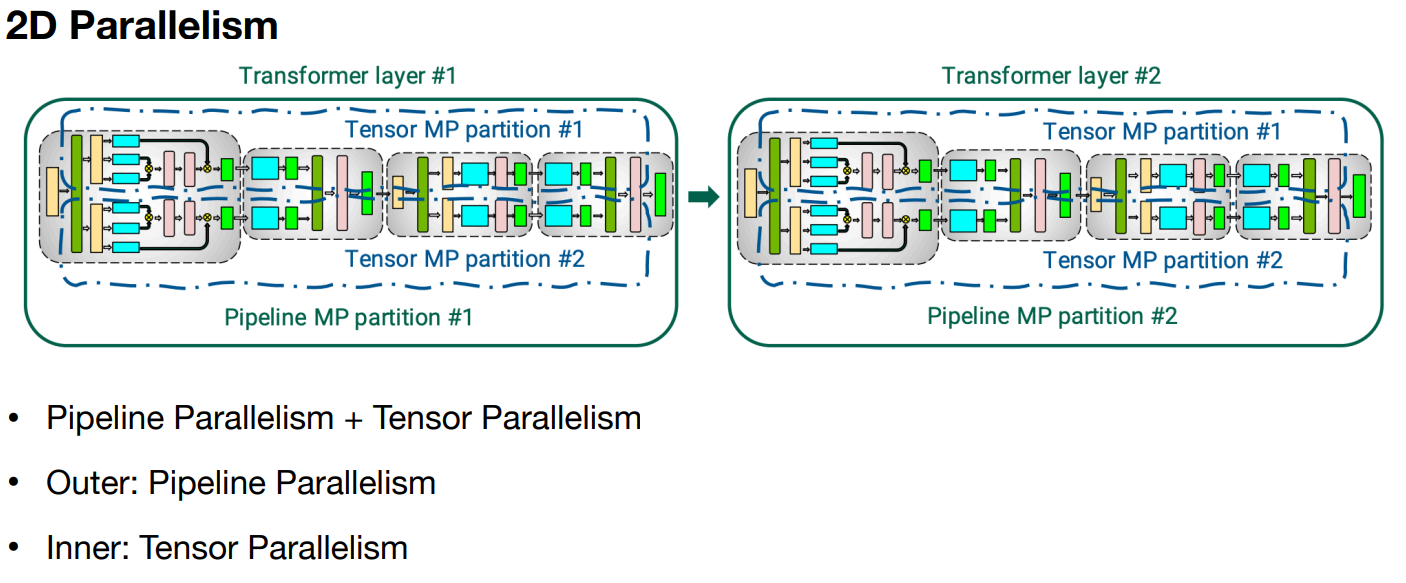 2D Parallelism
Transformer layer #1
Transformer layer #2
Tensor MP partition #1
Tensor MP partition #1
Tensor MP partition #2
Tensor MP partition #2
Pipeline MP partition #1
Pipeline MP partition #2
• Pipeline Parallelism + Tensor Parallelism
• Outer: Pipeline Parallelism
• Inner: Tensor Parallelism